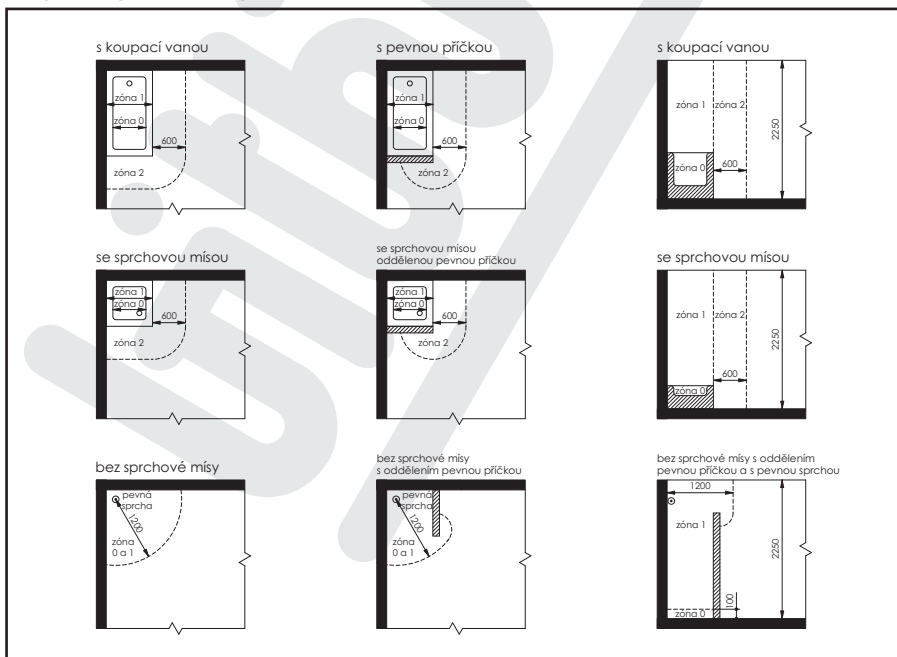 s koupací vanou
zóna 1
zóna 0
600
zóna 2
s pevnou příčkou
zóna 1
zóna 0
600
zóna 2
s koupací vanou
zóna 1
zóna 2
zóna 0
600
2250
se sprchovou mísou
zóna 1
zóna 0
600
zóna 2
se sprchovou mísou
oddělenou pevnou příčkou
zóna 1
zóna 0
600
zóna 2
se sprchovou mísou
zóna 1
zóna 2
600
zóna 0
2250
bez sprchové mísy
pevná
sprcha
1200
zóna
0 a 1
bez sprchové mísy
s oddělením pevnou příčkou
pevná
sprcha
1200
zóna
0 a 1
bez sprchové mísy s oddělením
pevnou příčkou a s pevnou sprchou
1200
zóna 1
2250
100
zóna 0